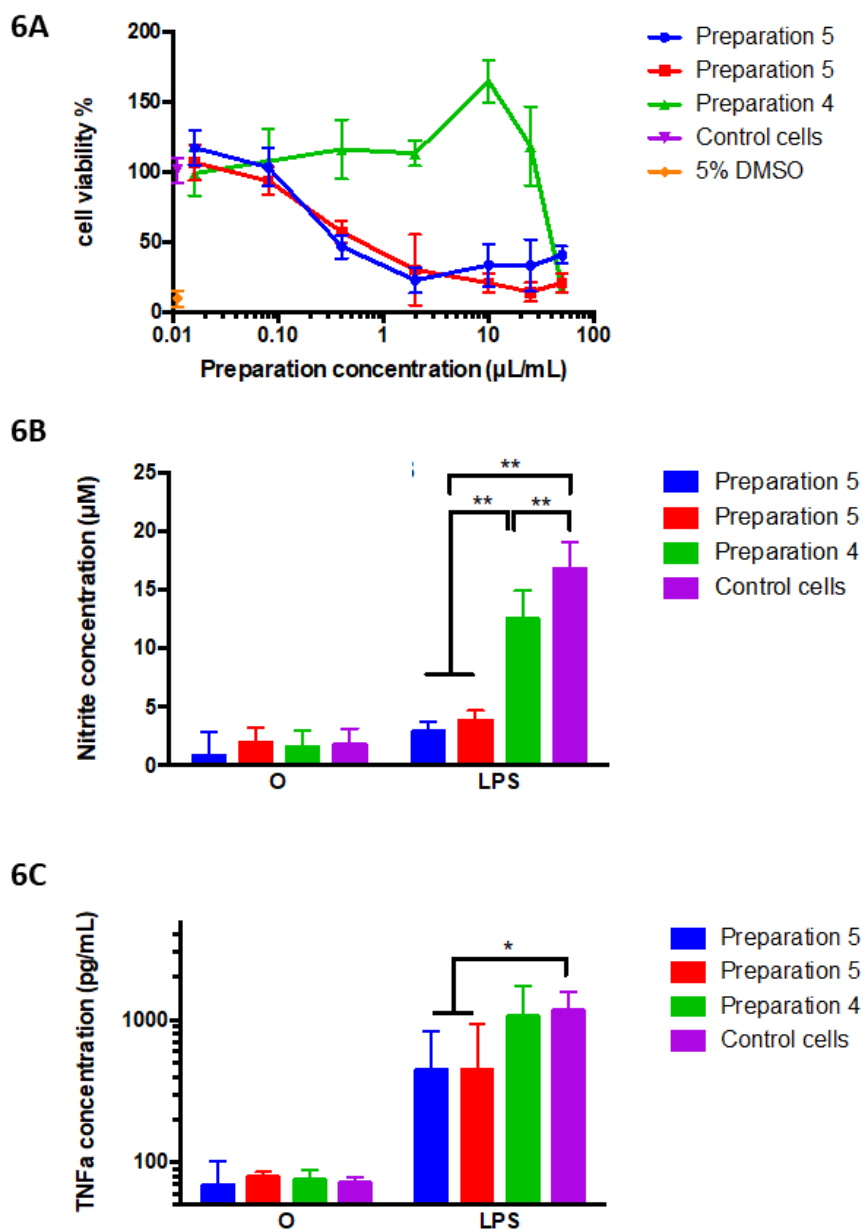 6A
200
150
100
50
0
cell viability %
0.01
0.10
1
10
100
Preparation concentration (µL/mL)
Preparation 5
Preparation 5
Preparation 4
Control cells
5% DMSO
6B
25
20
15
10
5
0
Nitrite concentration (µM)
**
**
**
O
LPS
Preparation 5
Preparation 5
Preparation 4
Control cells
6C
1000
100
TNFa concentration (pg/mL)
*
O
LPS
Preparation 5
Preparation 5
Preparation 4
Control cells